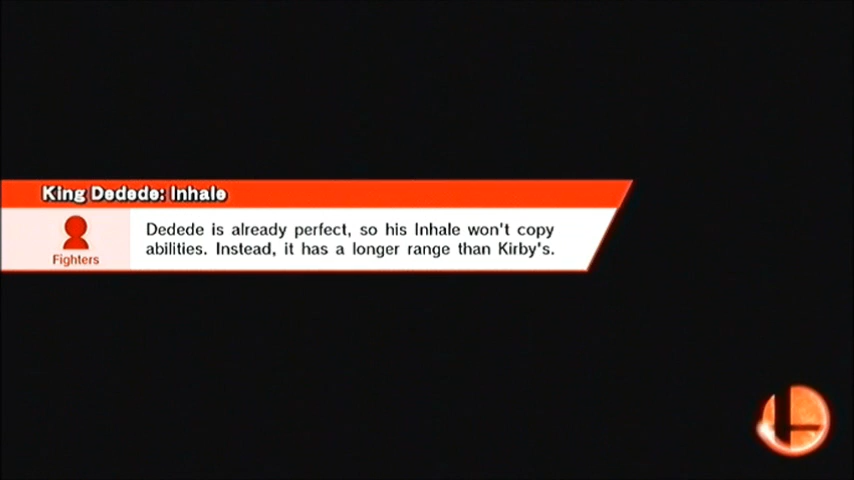 King Dedede: Inhale
Fighters
Dedede is already perfect, so his Inhale won't copy
abilities. Instead, it has a longer range than Kirby's.